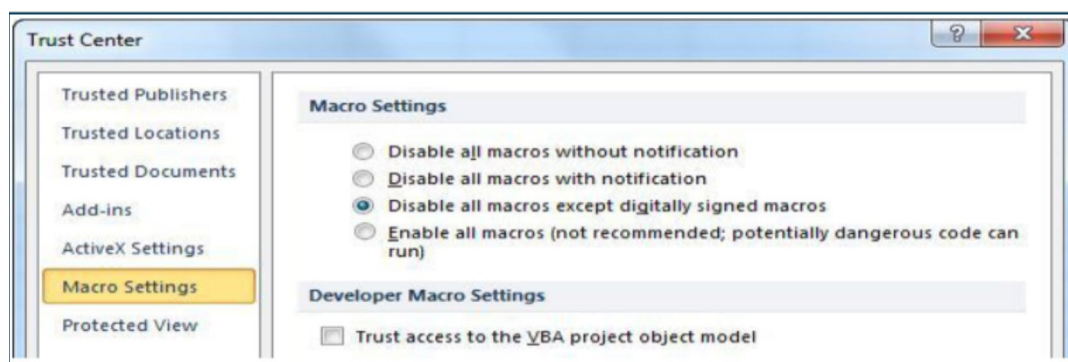 Trust Center
Trusted Publishers
Trusted Locations
Trusted Documents
Add-ins
ActiveX Settings
Macro Settings
Protected View
Macro Settings
Disable all macros without notification
Disable all macros with notification
Disable all macros except digitally signed macros
Enable all macros (not recommended; potentially dangerous code can
run)
Developer Macro Settings
Trust access to the VBA project object model